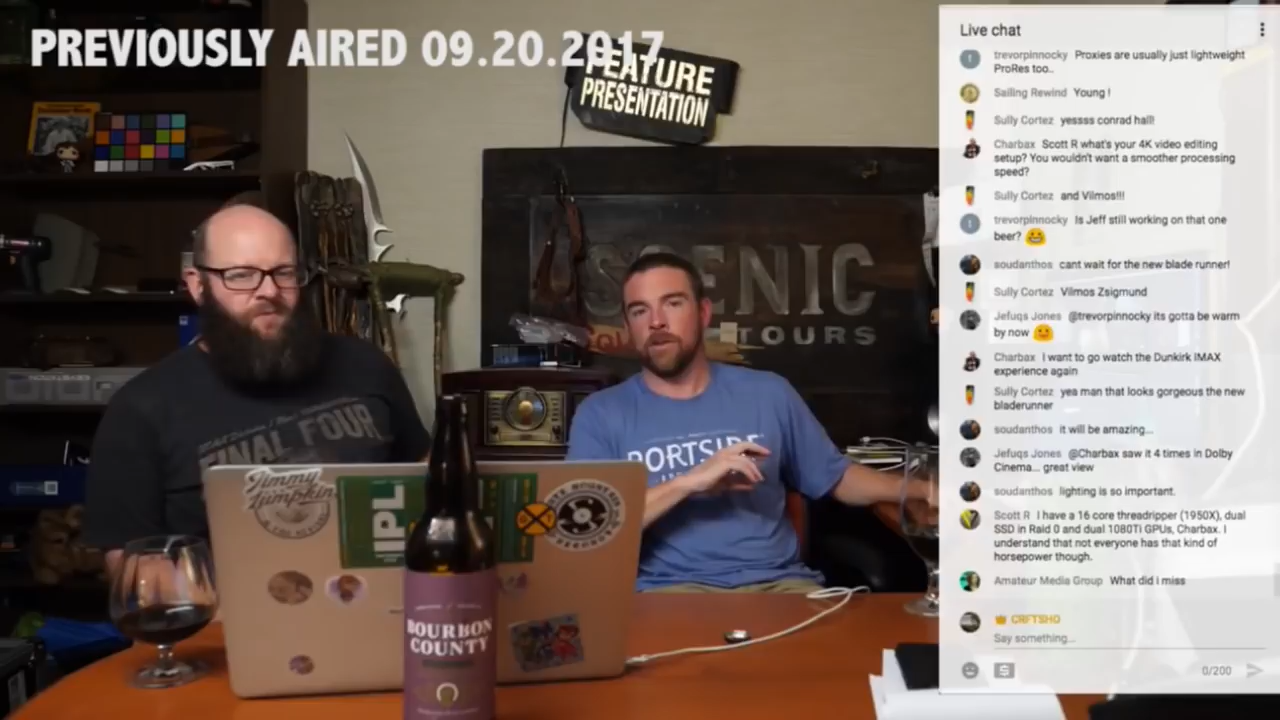 PREVIOUSLY AIRED 09.20.2017
FEATURE
PRESENTATION
SCENIC
TOURS
FINAL FOUR
PORTSIDE
Jimmy
Lumpkin
IPL
BOURBON
COUNTY
Live chat
trevorpinnocky Proxies are usually just lightweight
ProRes too..
Sailing Rewind Young !
Sully Cortez yessss conrad hall!
Charbax Scott R what's your 4K video editing
setup? You wouldn't want a smoother processing
speed?
Sully Cortez and Vilmos!!!
trevorpinnocky Is Jeff still working on that one
beer? 😀
soudanthos cant wait for the new blade runner!
Sully Cortez Vilmos Zsigmund
Jefuqs Jones @trevorpinnocky its gotta be warm
by now 😀
Charbax I want to go watch the Dunkirk IMAX
experience again
Sully Cortez yea man that looks gorgeous the new
bladerunner
soudanthos it will be amazing...
Jefuqs Jones @Charbax saw it 4 times in Dolby
Cinema... great view
soudanthos lighting is so important.
Scott R I have a 16 core threadripper (1950X), dual
SSD in Raid 0 and dual 1080Ti GPUs, Charbax. I
understand that not everyone has that kind of
horsepower though.
Amateur Media Group What did i miss
CRFTSHO
Say something...
0/200